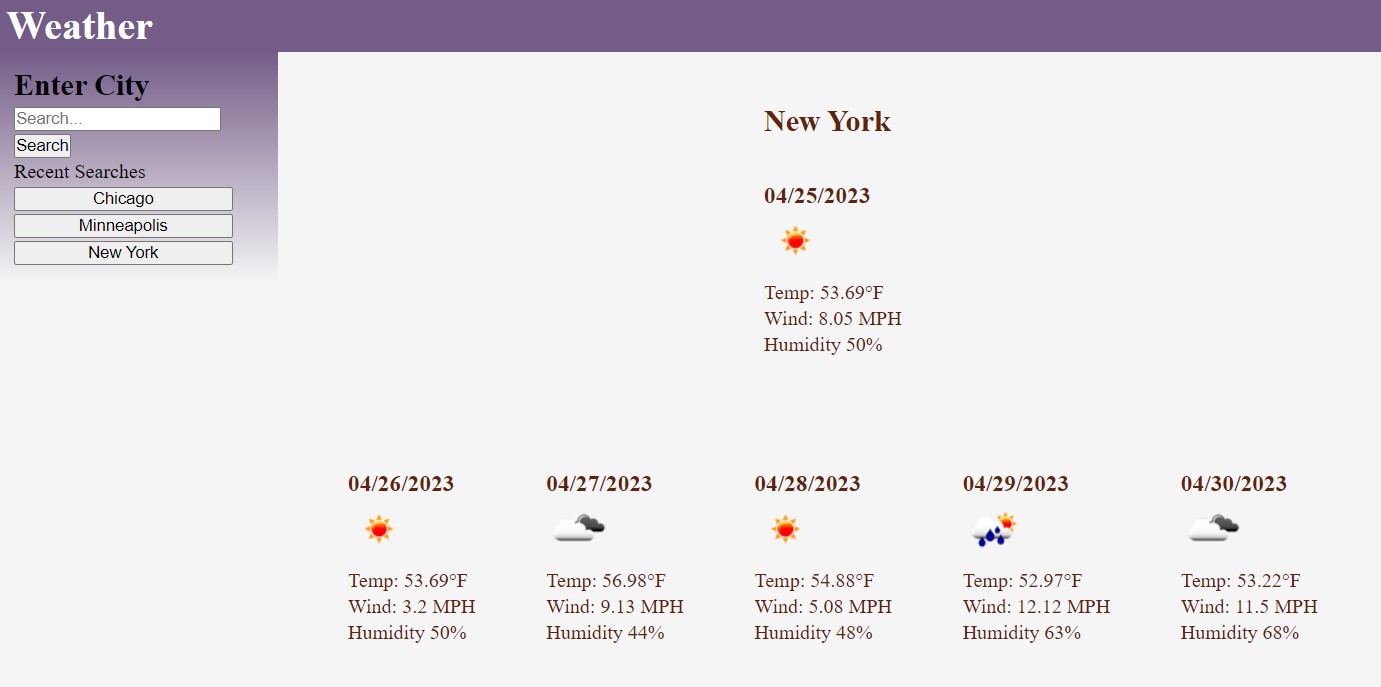 Weather
Enter City
Search...
Search
Recent Searches
Chicago
Minneapolis
New York
New York
04/25/2023
Temp: 53.69°F
Wind: 8.05 MPH
Humidity 50%
04/26/2023
Temp: 53.69°F
Wind: 3.2 MPH
Humidity 50%
04/27/2023
Temp: 56.98°F
Wind: 9.13 MPH
Humidity 44%
04/28/2023
Temp: 54.88°F
Wind: 5.08 MPH
Humidity 48%
04/29/2023
Temp: 52.97°F
Wind: 12.12 MPH
Humidity 63%
04/30/2023
Temp: 53.22°F
Wind: 11.5 MPH
Humidity 68%